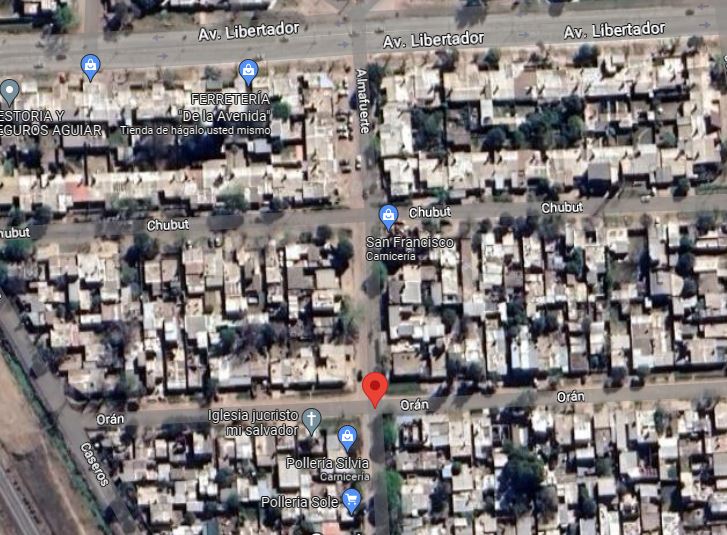 Av. Libertador
Av. Libertador
Av. Libertador
Almafuerte
FERRETERÍA
"De la Avenida"
Tienda de hágalo usted mismo
ESTORIA Y
EGUROS AGUIAR
Chubut
Chubut
Chubut
hubut
San Francisco
Carnicería
Orán
Orán
Orán
Iglesia jucristo
mi salvador
Caseros
Pollería Silvia
Carnicería
Pollería Sole